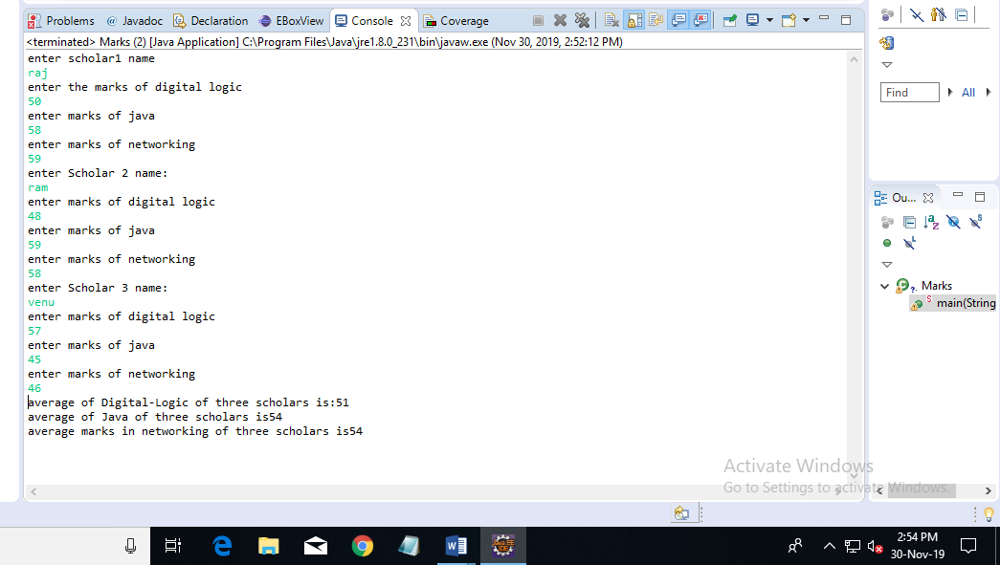 Problems @ Javadoc Declaration EBoxView Console Coverage
<terminated> Marks (2) [Java Application] C:\Program Files\Java\jre1.8.0_231\bin\javaw.exe (Nov 30, 2019, 2:52:12 PM)
enter scholar1 name
raj
enter the marks of digital logic
50
enter marks of java
58
enter marks of networking
59
enter Scholar 2 name:
ram
enter marks of digital logic
48
enter marks of java
59
enter marks of networking
58
enter Scholar 3 name:
venu
enter marks of digital logic
57
enter marks of java
45
enter marks of networking
46
average of Digital-Logic of three scholars is:51
average of Java of three scholars is54
average marks in networking of three scholars is54
Find All
Ou...
Marks
main(String
Activate Windows
Go to Settings to activate Windows.
2:54 PM
30-Nov-19